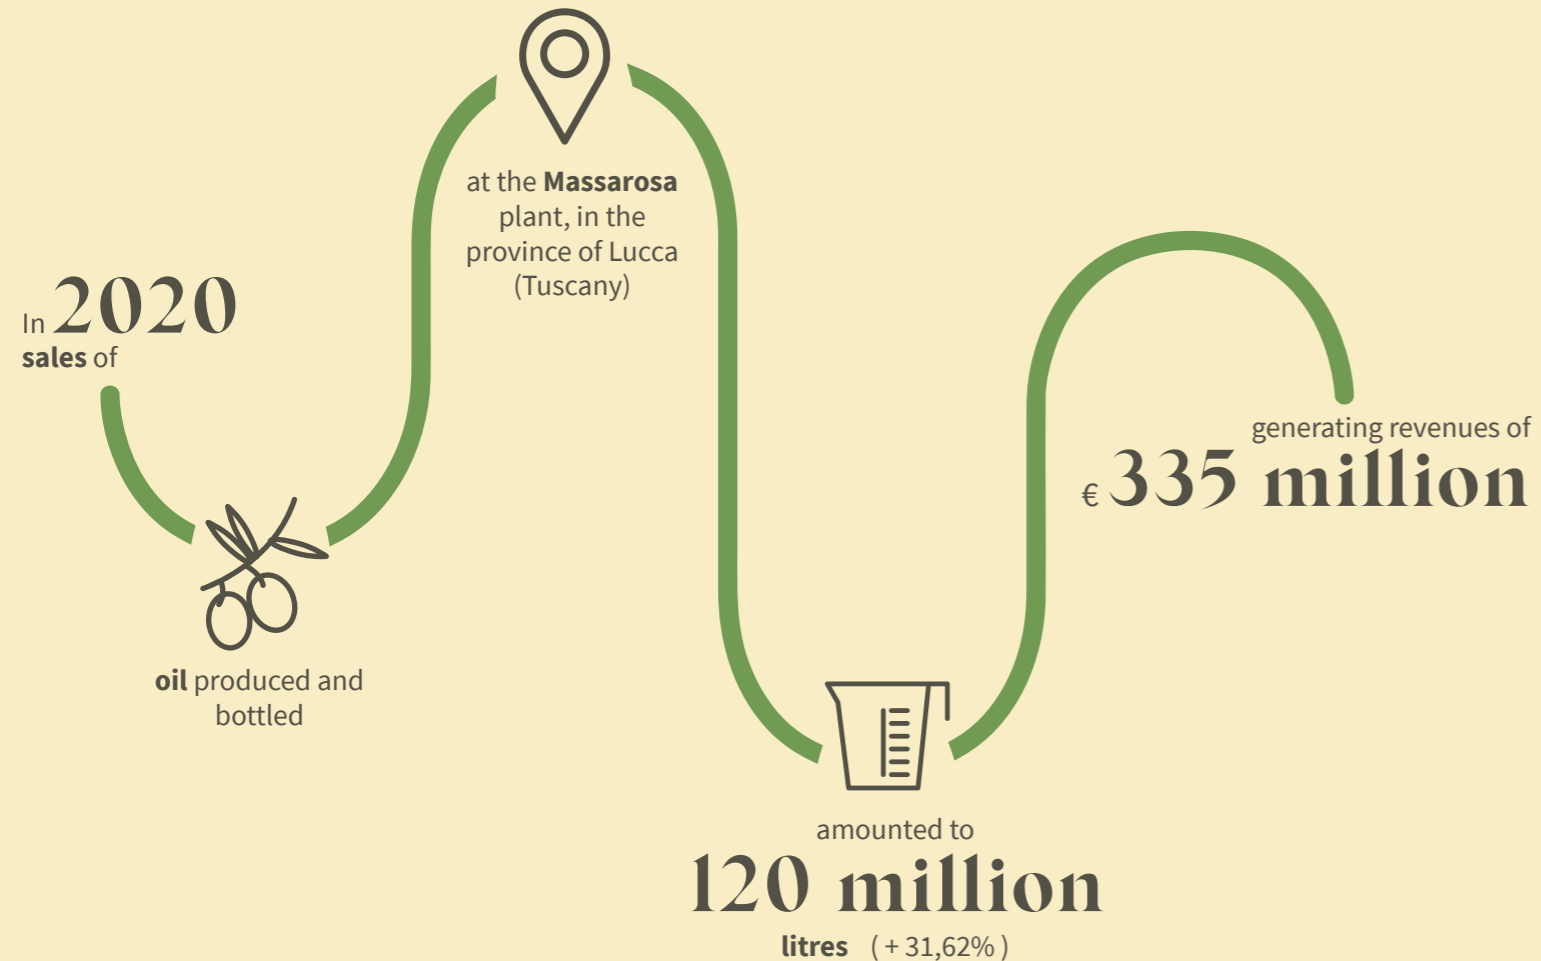 In 2020
sales of
oil produced and
bottled
at the Massarosa
plant, in the
province of Lucca
(Tuscany)
amounted to
120 million
litres ( + 31,62% )
generating revenues of
€ 335 million